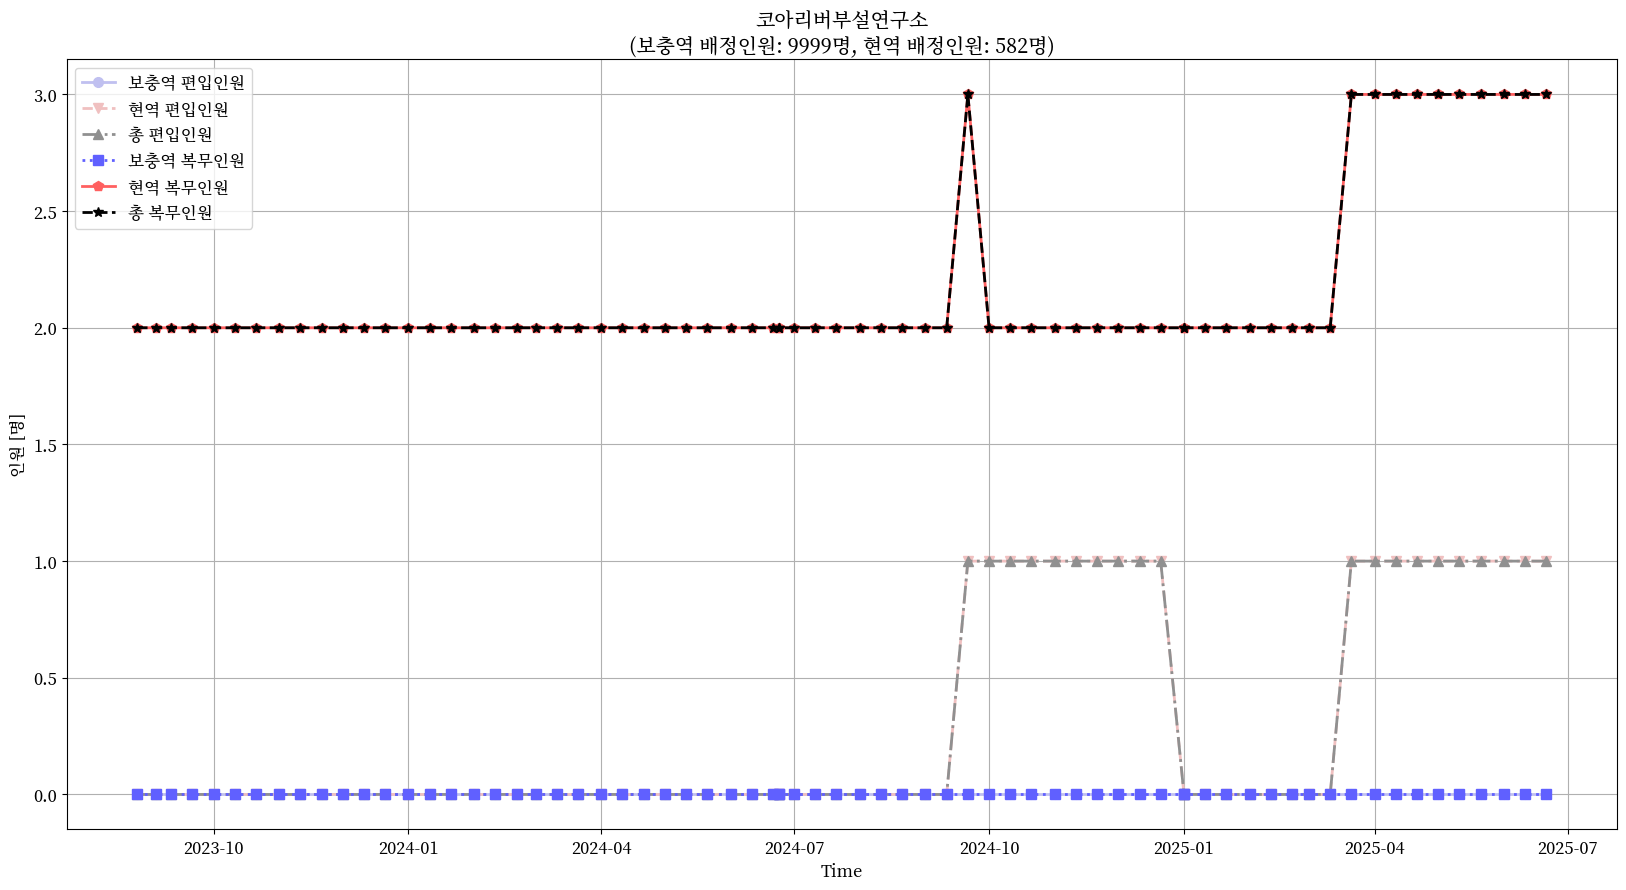 코아리버부설연구소
(보충역 배정인원: 9999명, 현역 배정인원: 582명)
보충역 편입인원
현역 편입인원
총 편입인원
보충역 복무인원
현역 복무인원
총 복무인원
3.0
2.5
2.0
1.5
1.0
0.5
0.0
인원 [명]
2023-10
2024-01
2024-04
2024-07
2024-10
2025-01
2025-04
2025-07
Time